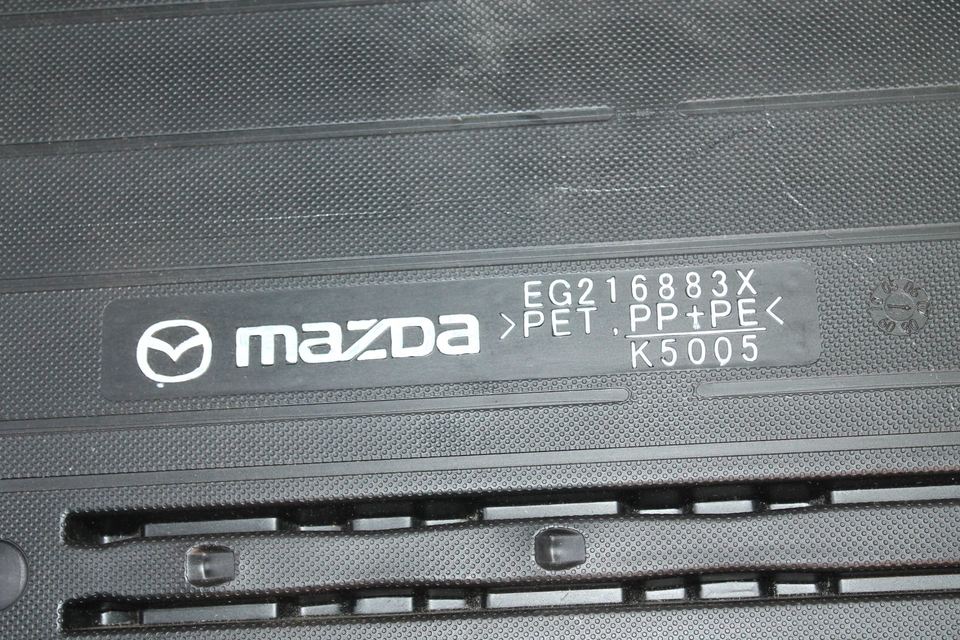 mazda
EG216883X
>PET.PP+PE<
K5005